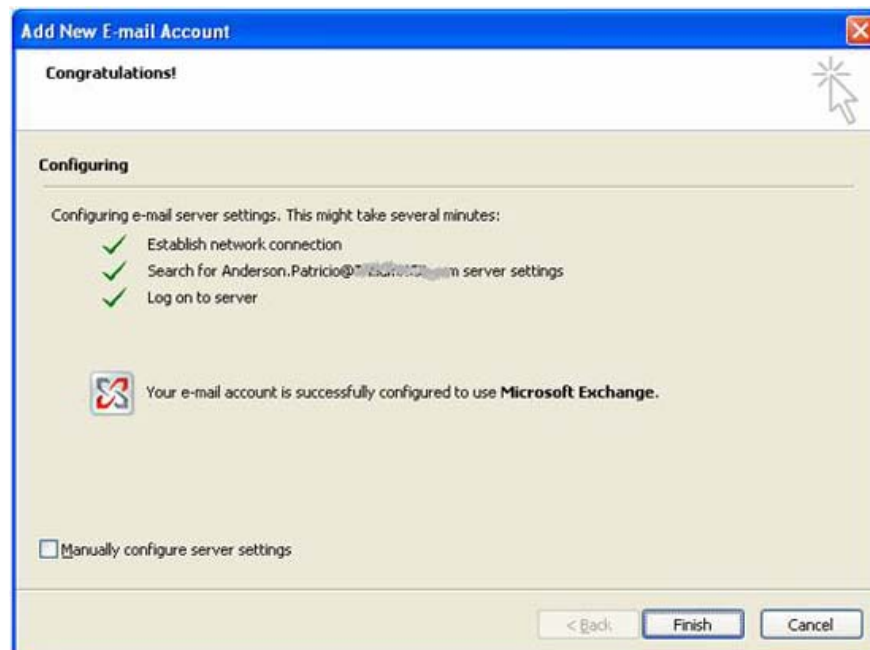 Add New E-mail Account
Congratulations!
Configuring
Configuring e-mail server settings. This might take several minutes:
Establish network connection
Search for Anderson.Patricio@ m server settings
Log on to server
Your e-mail account is successfully configured to use Microsoft Exchange.
Manually configure server settings
< Back
Finish
Cancel